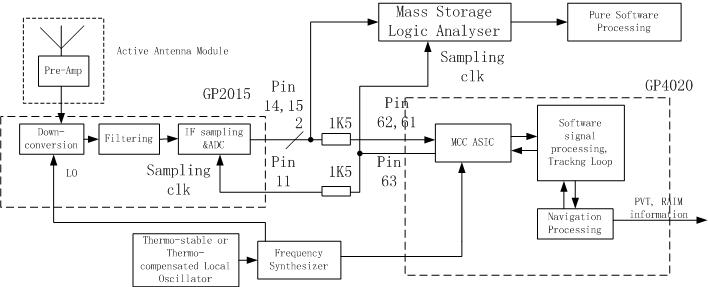 Mass Storage
Logic Analyser
Pure Software
Processing
Active Antenna Module
Pre-Amp
Sampling
clk
GP2015
Pin
14,15
2
GP4020
Down-
conversion
Filtering
IF sampling
&ADC
1K5
Pin
62,61
MCC ASIC
Software
signal
processing,
Trackng Loop
LO
Sampling
clk
Pin
11
1K5
Pin
63
Navigation
Processing
PVT, RAIM
information
Thermo-stable or
Thermo-
compensated Local
Oscillator
Frequency
Synthesizer